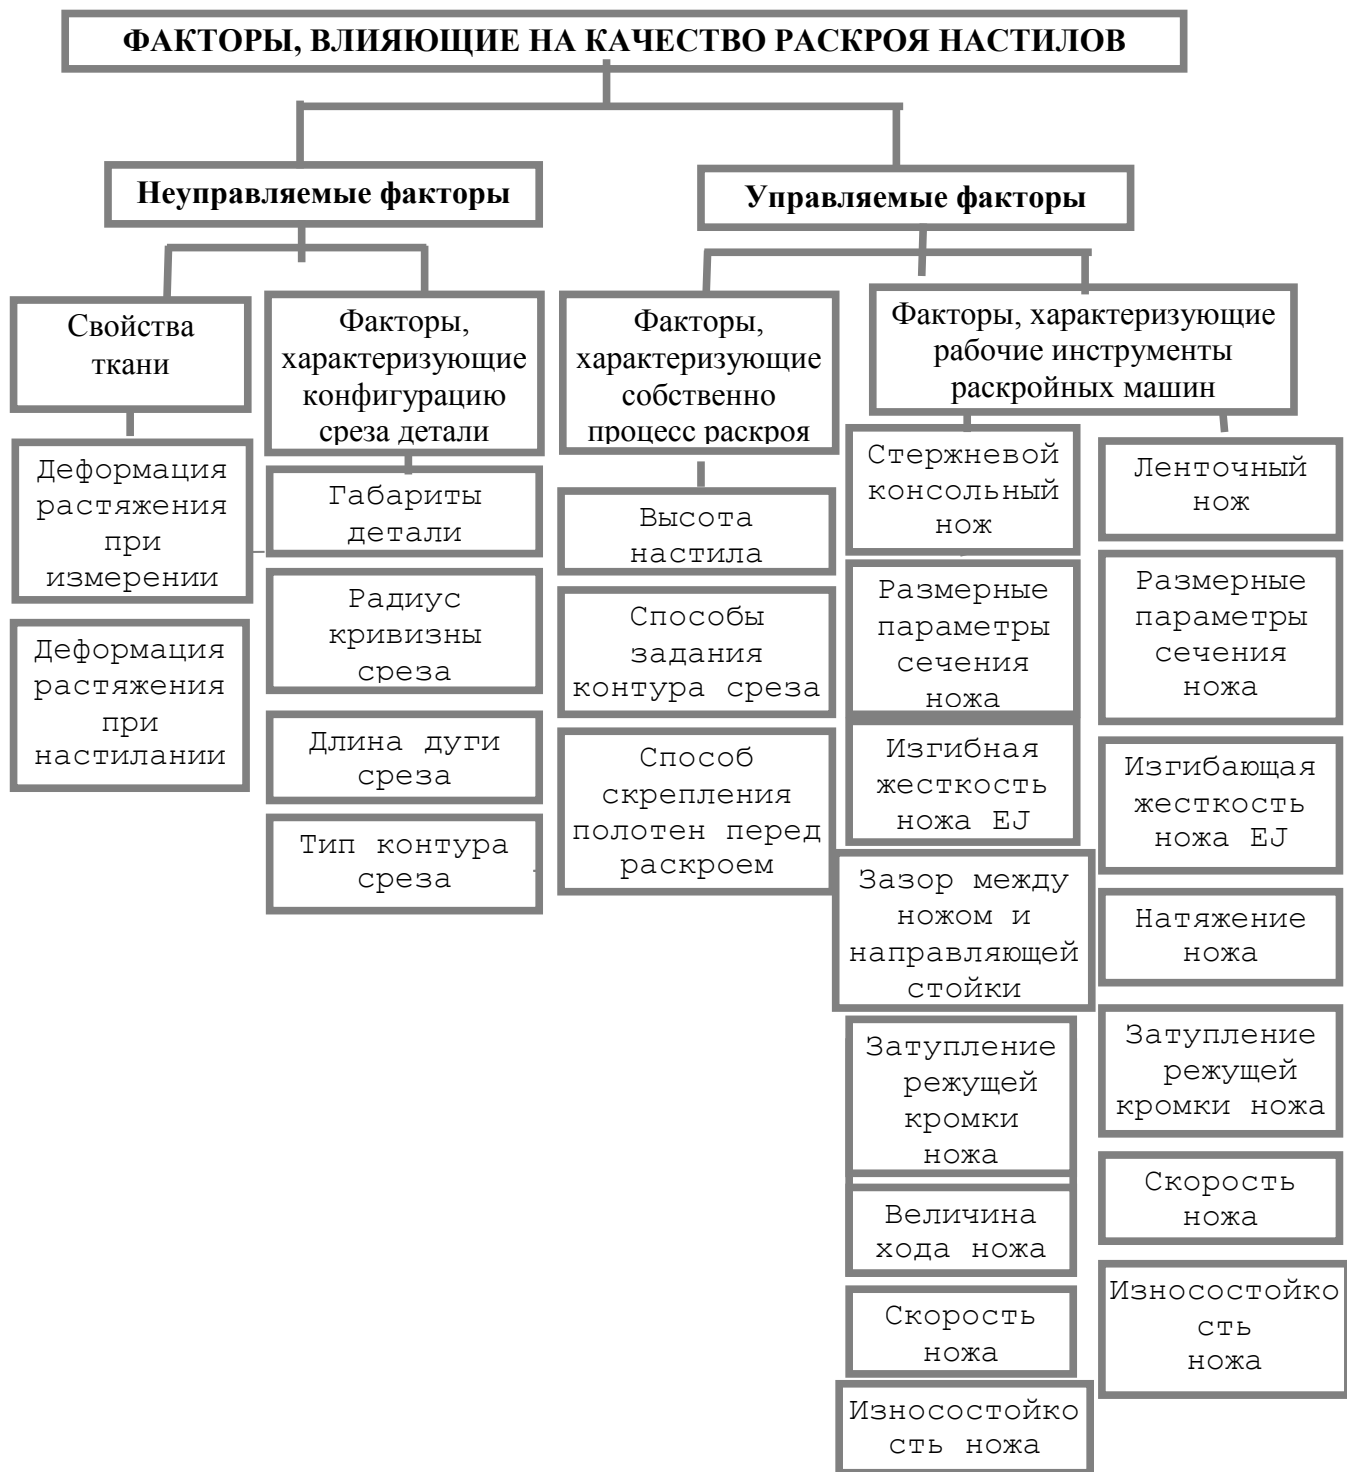 ФАКТОРЫ, ВЛИЯЮЩИЕ НА КАЧЕСТВО РАСКРОЯ НАСТИЛОВ
Неуправляемые факторы
Управляемые факторы
Свойства
ткани
Факторы,
характеризующие
конфигурацию
среза детали
Факторы,
характеризующие
собственно
процесс раскроя
Факторы, характеризующие
рабочие инструменты
раскройных машин
Деформация
растяжения
при
измерении
Деформация
растяжения
при
настилании
Габариты
детали
Радиус
кривизны
среза
Длина дуги
среза
Тип контура
среза
Высота
настила
Способы
задания
контура среза
Способ
скрепления
полотен перед
раскроем
Стержневой
консольный
нож
Размерные
параметры
сечения
ножа
Изгибная
жесткость
ножа EJ
Зазор между
ножом и
направляющей
стойки
Затупление
режущей
кромки
ножа
Величина
хода ножа
Скорость
ножа
Износостойко
сть ножа
Ленточный
нож
Размерные
параметры
сечения
ножа
Изгибающая
жесткость
ножа EJ
Натяжение
ножа
Затупление
режущей
кромки ножа
Скорость
ножа
Износостойко
сть
ножа